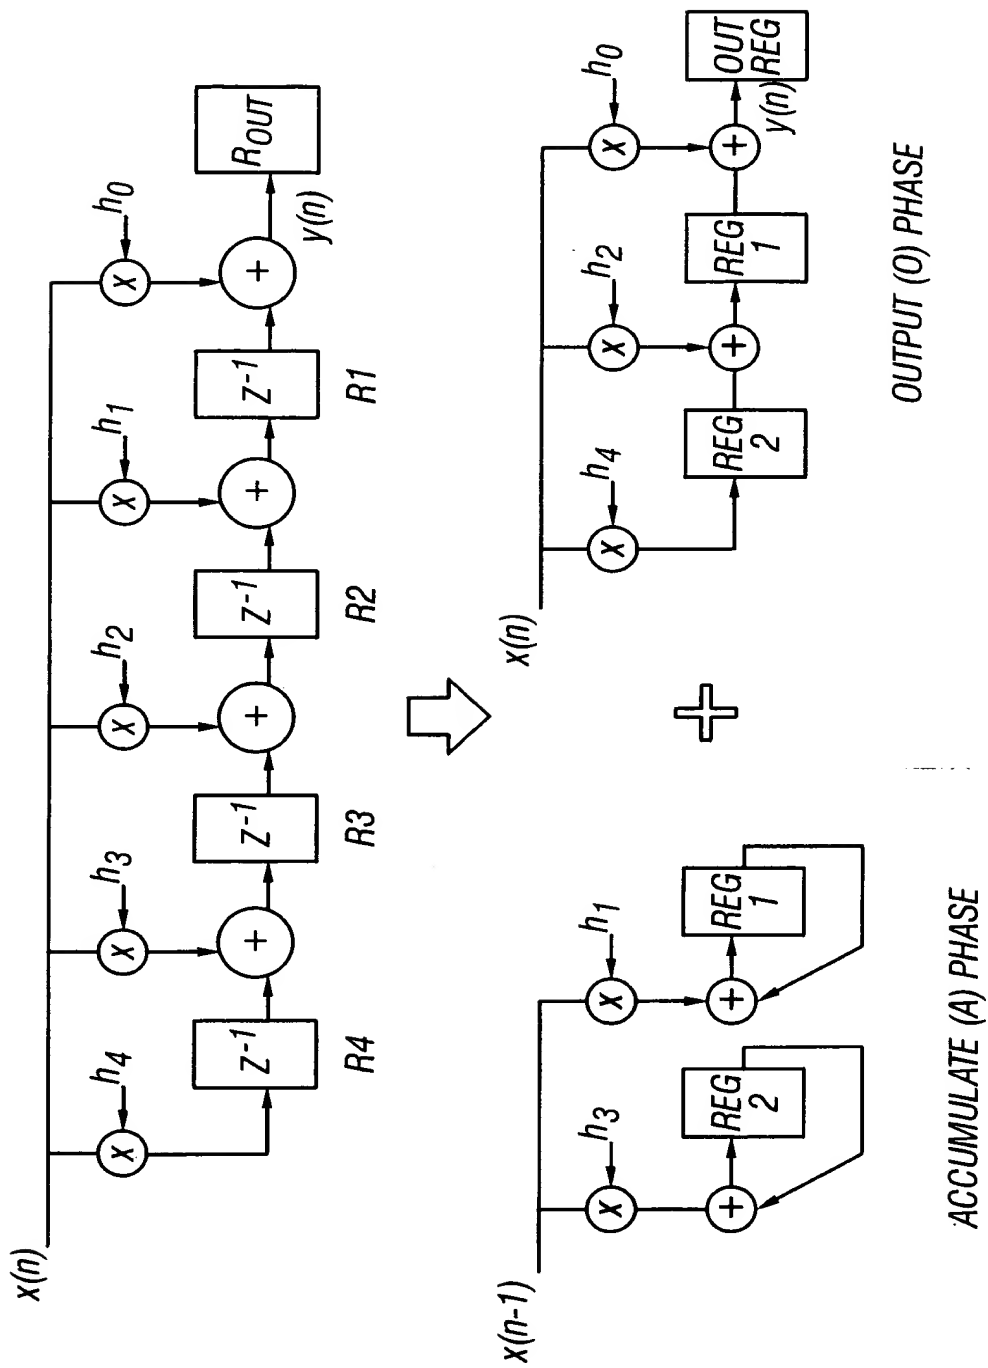 x(n)
h4
h3
h2
h1
h0
X
X
X
X
X
Z-1
+
Z-1
+
Z-1
+
Z-1
+
ROUT
y(n)
R4
R3
R2
R1
x(n-1)
h3
h1
X
X
+
REG
2
+
REG
1
ACCUMULATE (A) PHASE
+
x(n)
h4
h2
h0
X
X
X
REG
2
+
REG
1
+
OUT
REG
y(n)
OUTPUT (O) PHASE